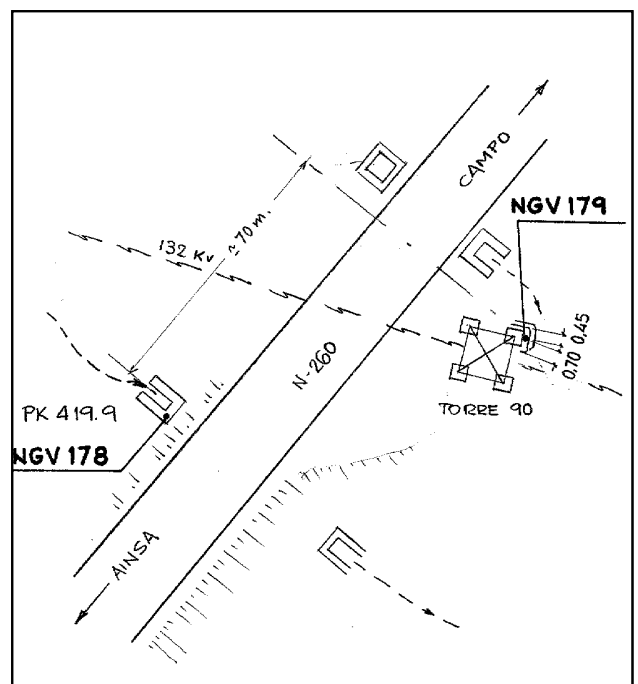 CAMPO
NGV 179
≃ 70 m.
132 Kv
0.45
0.70
N-260
TORRE 90
PK 419.9
NGV 178
AINSA